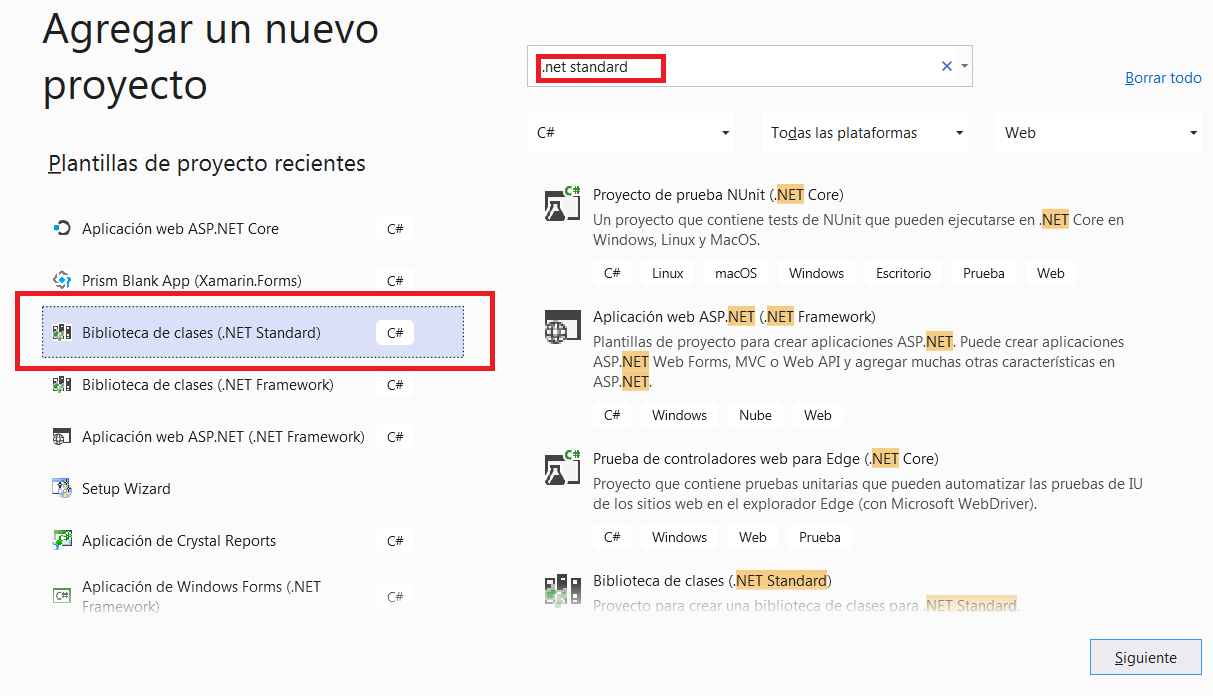 Agregar un nuevo
proyecto
Plantillas de proyecto recientes
Aplicación web ASP.NET Core C#
Prism Blank App (Xamarin.Forms) C#
Biblioteca de clases (.NET Standard) C#
Biblioteca de clases (.NET Framework) C#
Aplicación web ASP.NET (.NET Framework) C#
Setup Wizard
Aplicación de Crystal Reports C#
Aplicación de Windows Forms (.NET
Framework) C#
.net standard
Borrar todo
C# Todas las plataformas Web
Proyecto de prueba NUnit (.NET Core)
Un proyecto que contiene tests de NUnit que pueden ejecutarse en .NET Core en
Windows, Linux y MacOS.
C# Linux macOS Windows Escritorio Prueba Web
Aplicación web ASP.NET (.NET Framework)
Plantillas de proyecto para crear aplicaciones ASP.NET. Puede crear aplicaciones
ASP.NET Web Forms, MVC o Web API y agregar muchas otras características en
ASP.NET.
C# Windows Nube Web
Prueba de controladores web para Edge (.NET Core)
Proyecto que contiene pruebas unitarias que pueden automatizar las pruebas de IU
de los sitios web en el explorador Edge (con Microsoft WebDriver).
C# Windows Web Prueba
Biblioteca de clases (.NET Standard)
Proyecto para crear una biblioteca de clases para .NET Standard.
Siguiente